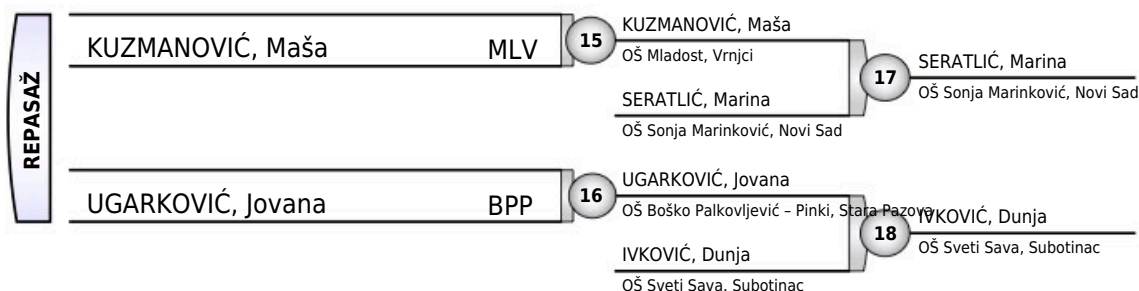 REPASAŽ
KUZMANOVIĆ, Maša MLV
15
KUZMANOVIĆ, Maša
OŠ Mladost, Vrnjci
SERATLIĆ, Marina
OŠ Sonja Marinković, Novi Sad
17
SERATLIĆ, Marina
OŠ Sonja Marinković, Novi Sad
UGARKOVIĆ, Jovana BPP
16
UGARKOVIĆ, Jovana
OŠ Boško Palkovljević – Pinki, Stara Pazova
IVKOVIĆ, Dunja
OŠ Sveti Sava, Subotinac
18
IVKOVIĆ, Dunja
OŠ Sveti Sava, Subotinac